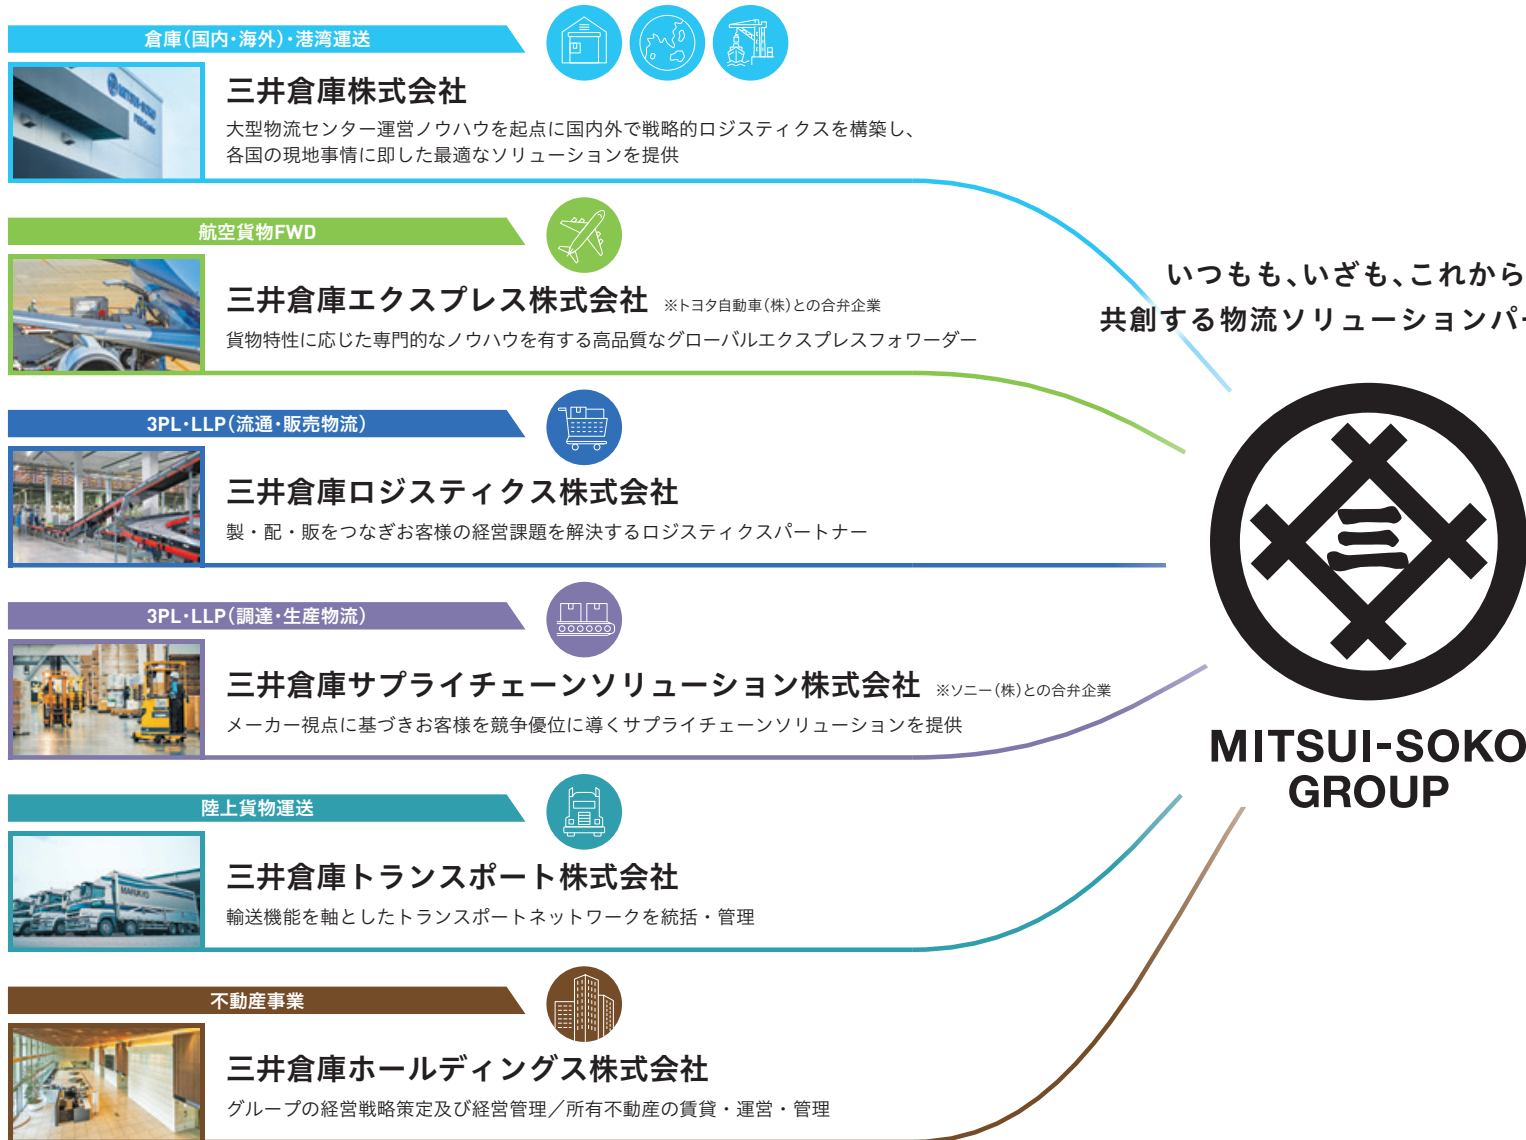 倉庫(国内・海外)・港湾運送
三井倉庫株式会社
大型物流センター運営ノウハウを起点に国内外で戦略的ロジスティクスを構築し、
各国の現地事情に即した最適なソリューションを提供
航空貨物FWD
三井倉庫エクスプレス株式会社 ※トヨタ自動車(株)との合弁企業
貨物特性に応じた専門的なノウハウを有する高品質なグローバルエクスプレスフォワーダー
3PL・LLP(流通・販売物流)
三井倉庫ロジスティクス株式会社
製・配・販をつなぎお客様の経営課題を解決するロジスティクスパートナー
3PL・LLP(調達・生産物流)
三井倉庫サプライチェーンソリューション株式会社 ※ソニー(株)との合弁企業
メーカー視点に基づきお客様を競争優位に導くサプライチェーンソリューションを提供
陸上貨物運送
三井倉庫トランスポート株式会社
輸送機能を軸としたトランスポートネットワークを統括・管理
不動産事業
三井倉庫ホールディングス株式会社
グループの経営戦略策定及び経営管理／所有不動産の賃貸・運営・管理
いつもも、いざも、これから
共創する物流ソリューションパー
三
MITSUI-SOKO
GROUP